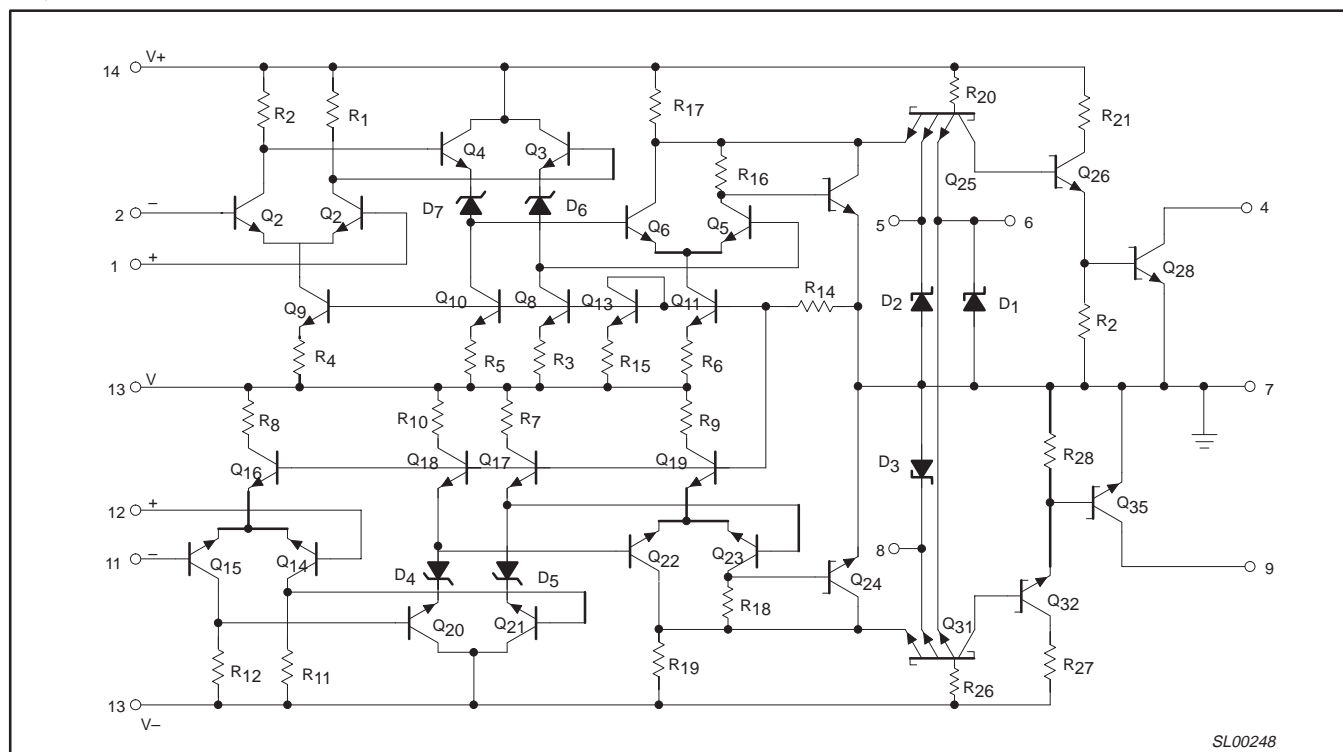 V+
14
R2
R1
R17
R20
R21
Q4
Q3
R16
Q26
Q25
D7
D6
2 –
Q2
Q2
Q6
Q5
5
6
4
1 +
Q28
R14
Q9
Q10
Q8
Q13
Q11
D2
D1
R2
R4
R5
R3
R15
R6
13 V
7
R8
R10
R7
R9
Q16
Q18
Q17
Q19
D3
R28
Q35
12 +
11 –
Q15
Q14
D4
D5
Q22
Q23
8
Q24
9
Q20
Q21
R18
Q31
Q32
R12
R11
R19
R26
R27
13
V–
SL00248